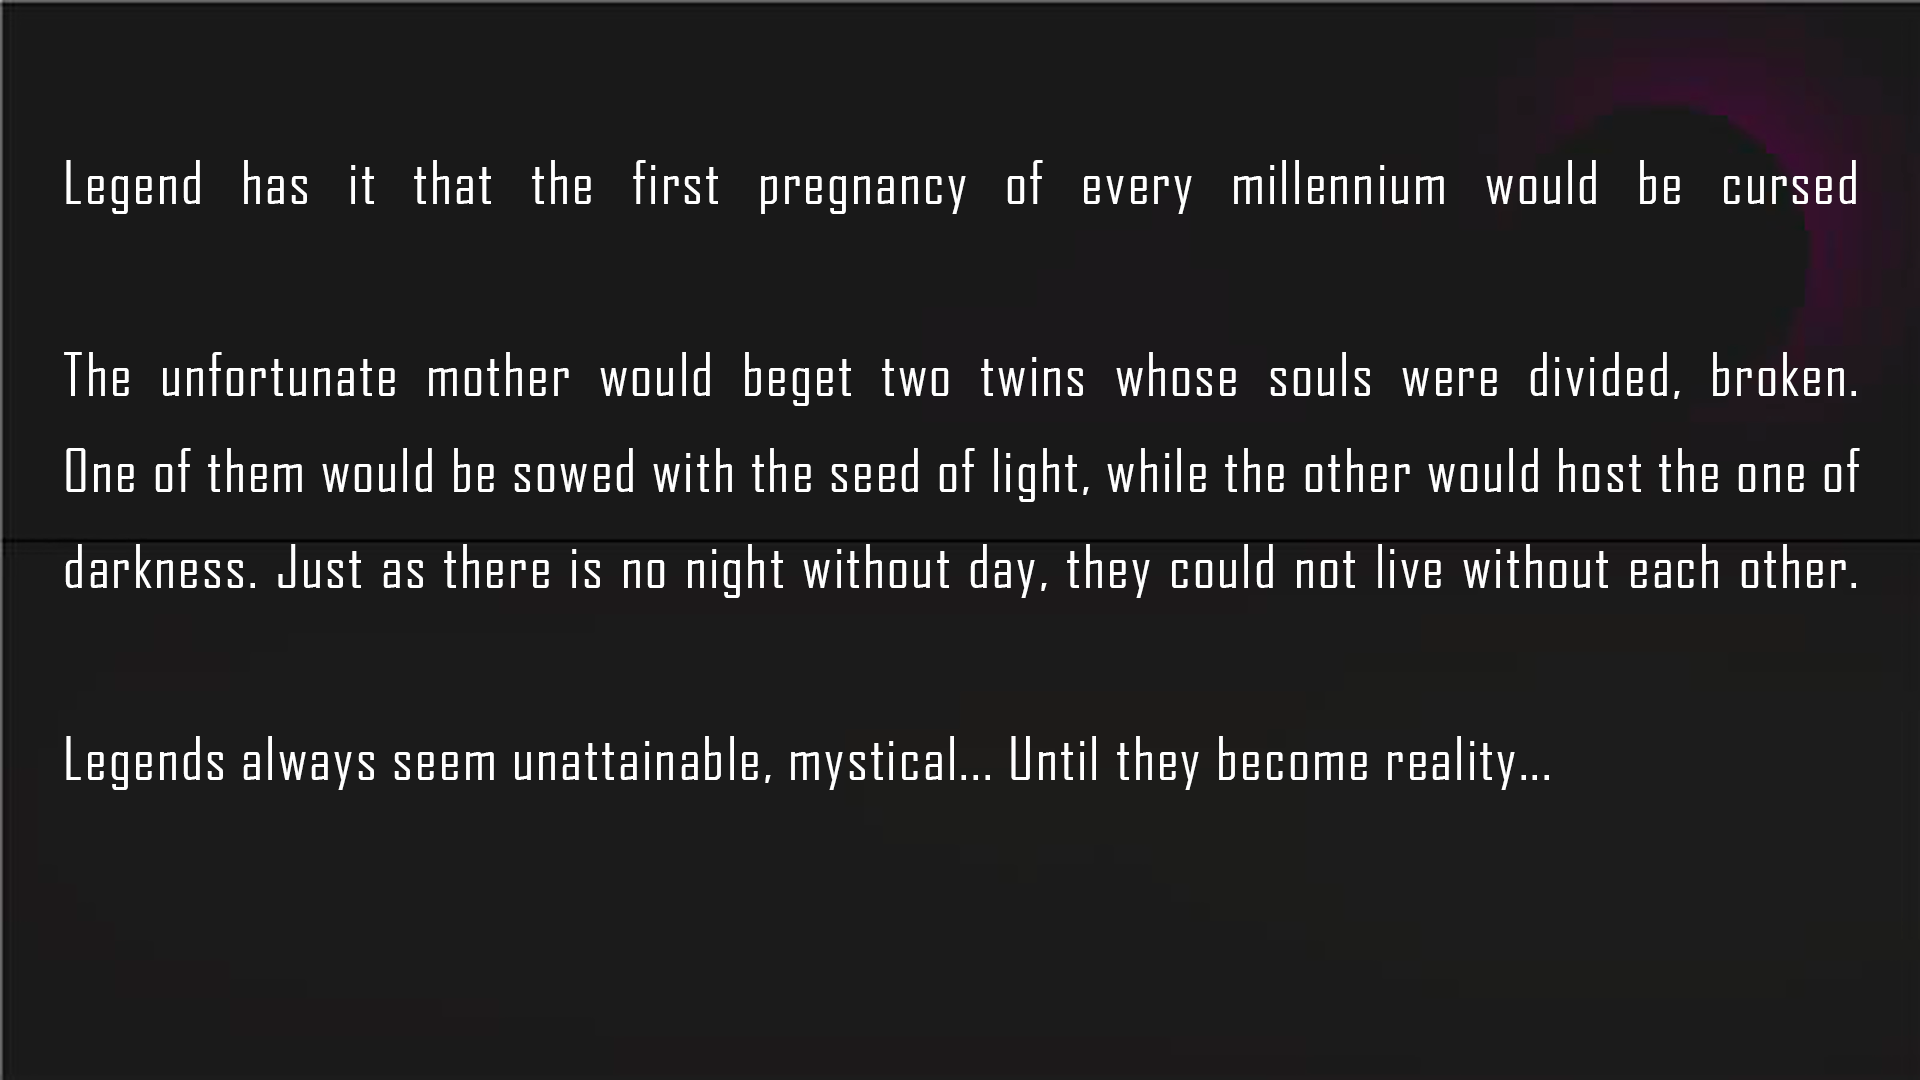 Legend has it that the first pregnancy of every millennium would be cursed
The unfortunate mother would beget two twins whose souls were divided, broken.
One of them would be sowed with the seed of light, while the other would host the one of
darkness. Just as there is no night without day, they could not live without each other.
Legends always seem unattainable, mystical... Until they become reality...